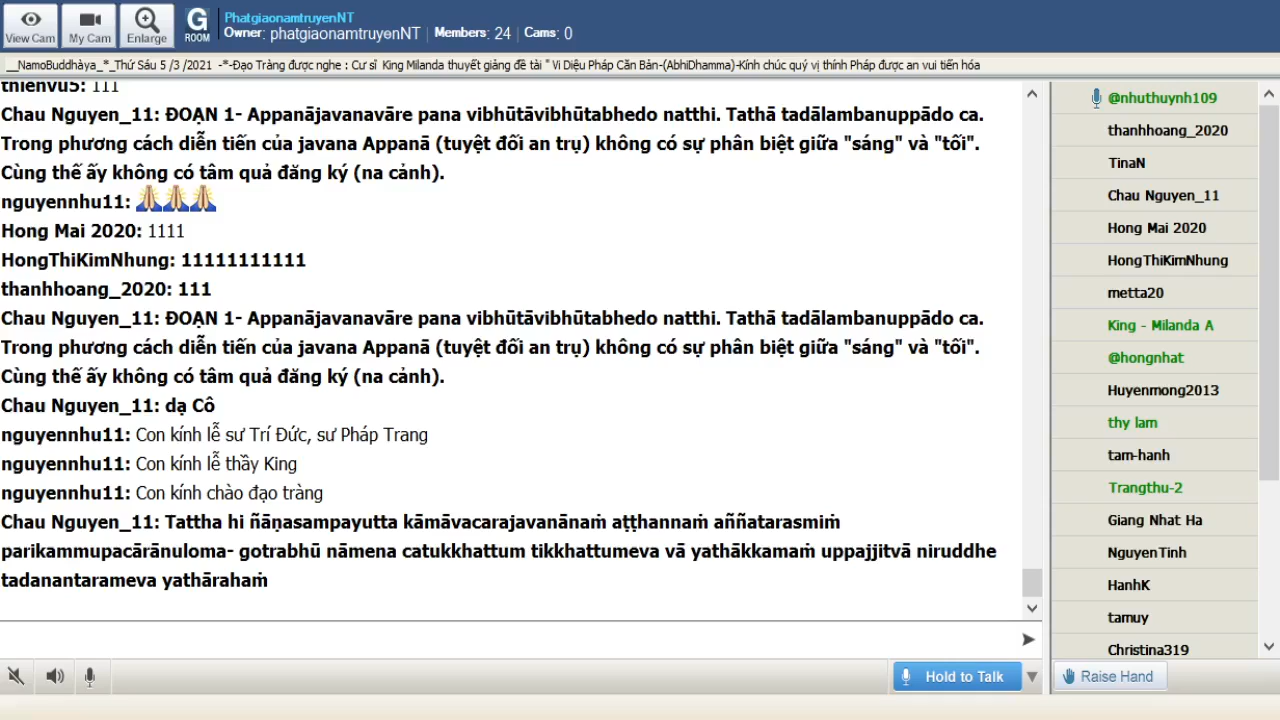 View Cam
My Cam
Enlarge
G
ROOM
PhatgiaonamtruyenNT
Owner: phatgiaonamtruyenNT | Members: 24 | Cams: 0
__NamoBuddhàya_*_Thứ Sáu 5 /3 /2021 -*-Đạo Tràng được nghe : Cư sĩ King Milanda thuyết giảng đề tài " Vi Diệu Pháp Căn Bản-(AbhiDhamma)-Kính chúc quý vị thính Pháp được an vui tiến hóa
thienvu5: 111
Chau Nguyen_11: ĐOẠN 1- Appanājavanavāre pana vibhūtāvibhūtabhedo natthi. Tathā tadālambanuppādo ca.
Trong phương cách diễn tiến của javana Appanā (tuyệt đối an trụ) không có sự phân biệt giữa "sáng" và "tối".
Cùng thế ấy không có tâm quả đăng ký (na cảnh).
nguyennhu11:
Hong Mai 2020: 1111
HongThiKimNhung: 11111111111
thanhhoang_2020: 111
Chau Nguyen_11: ĐOẠN 1- Appanājavanavāre pana vibhūtāvibhūtabhedo natthi. Tathā tadālambanuppādo ca.
Trong phương cách diễn tiến của javana Appanā (tuyệt đối an trụ) không có sự phân biệt giữa "sáng" và "tối".
Cùng thế ấy không có tâm quả đăng ký (na cảnh).
Chau Nguyen_11: dạ Cô
nguyennhu11: Con kính lễ sư Trí Đức, sư Pháp Trang
nguyennhu11: Con kính lễ thầy King
nguyennhu11: Con kính chào đạo tràng
Chau Nguyen_11: Tattha hi ñāṇasampayutta kāmāvacarajavanānaṁ aṭṭhannaṁ aññatarasmiṁ
parikammupacārānuloma- gotrabhū nāmena catukkhattum tikkhattumeva vā yathākkamaṁ uppajjitvā niruddhe
tadanantarameva yathārahaṁ
@nhuthuynh109
thanhhoang_2020
TinaN
Chau Nguyen_11
Hong Mai 2020
HongThiKimNhung
metta20
King - Milanda A
@hongnhat
Huyenmong2013
thy lam
tam-hanh
Trangthu-2
Giang Nhat Ha
NguyenTinh
HanhK
tamuy
Christina319
Hold to Talk
Raise Hand